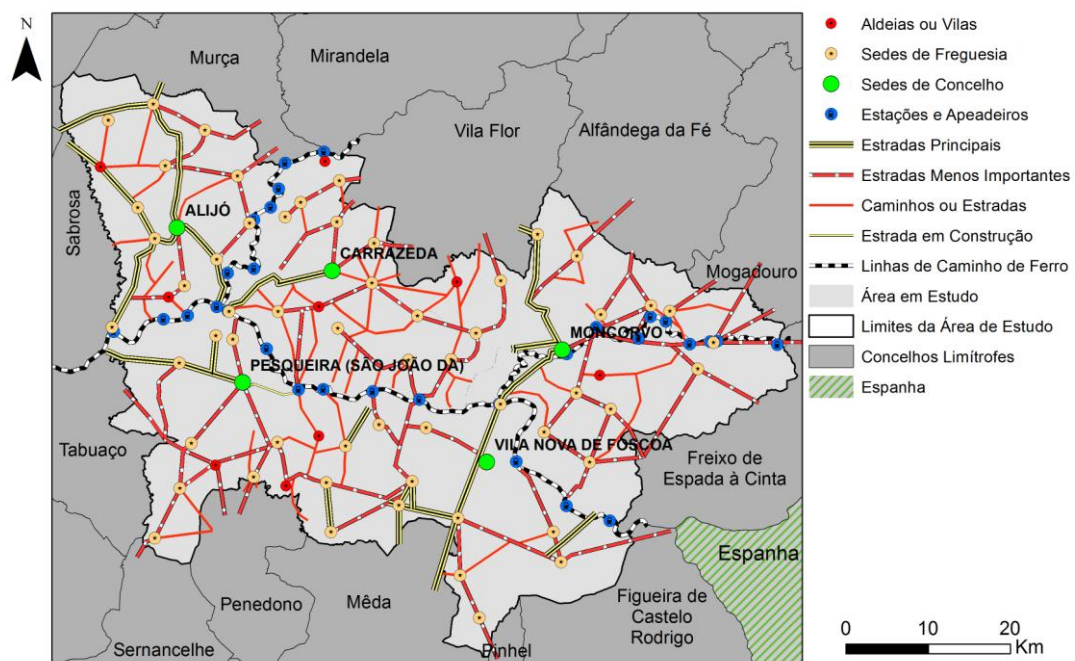 N
Murça
Mirandela
Vila Flor
Alfândega da Fé
Sabrosa
ALIJÓ
CARRAZEDA
Mogadouro
MONCORVO
PESQUEIRA (SÃO JOÃO DA)
Tabuaço
VILA NOVA DE FOSCOA
Freixo de
Espada à Cinta
Espanha
Penedono
Mêda
Figueira de
Castelo
Rodrigo
Sernancelhe
Pinhel
Aldeias ou Vilas
Sedes de Freguesia
Sedes de Concelho
Estações e Apeadeiros
Estradas Principais
Estradas Menos Importantes
Caminhos ou Estradas
Estrada em Construção
Linhas de Caminho de Ferro
Área em Estudo
Limites da Área de Estudo
Concelhos Limítrofes
Espanha
0 10 20
Km